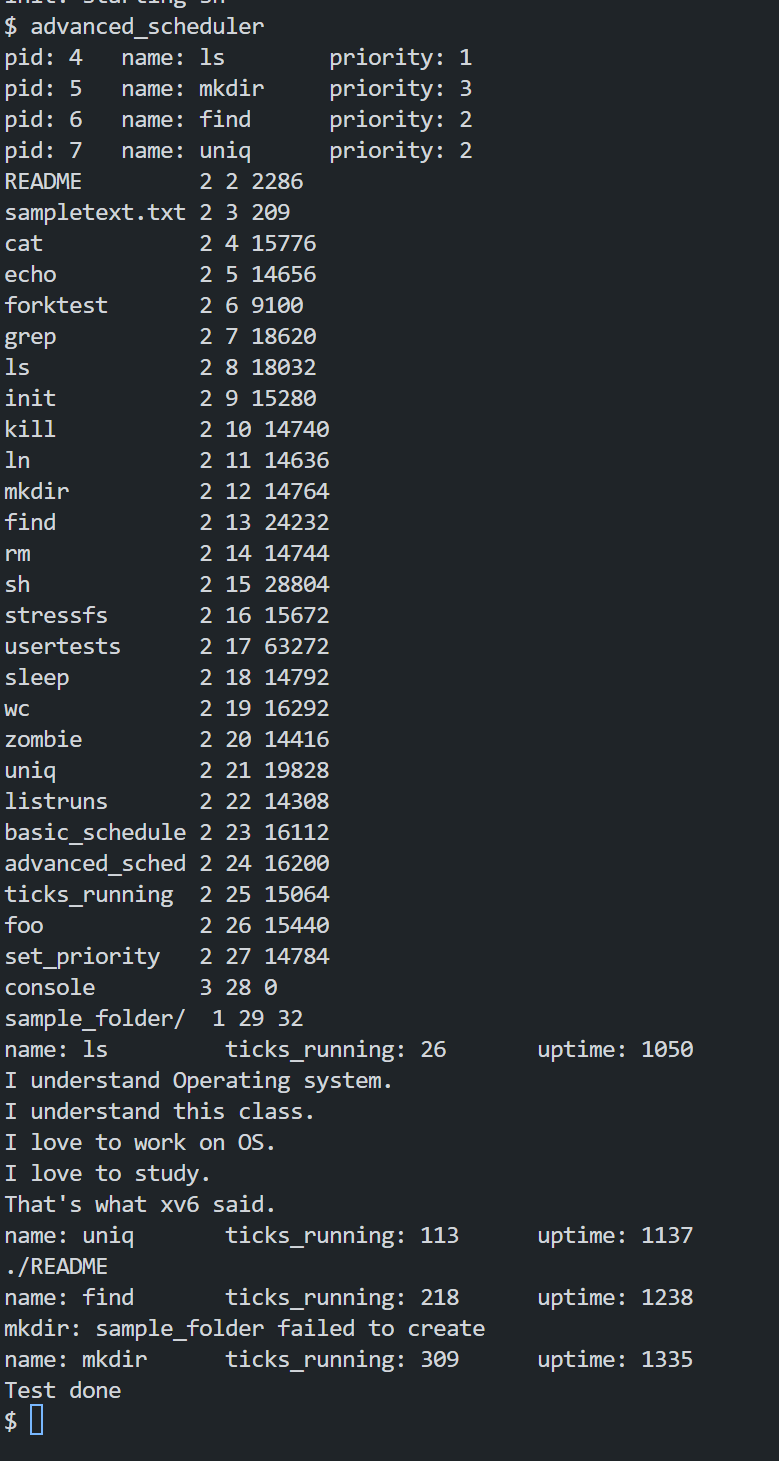 init: starting sh
$ advanced_scheduler
pid: 4   name: ls        priority: 1
pid: 5   name: mkdir     priority: 3
pid: 6   name: find      priority: 2
pid: 7   name: uniq      priority: 2
README         2 2 2286
sampletext.txt 2 3 209
cat            2 4 15776
echo           2 5 14656
forktest       2 6 9100
grep           2 7 18620
ls             2 8 18032
init           2 9 15280
kill           2 10 14740
ln             2 11 14636
mkdir          2 12 14764
find           2 13 24232
rm             2 14 14744
sh             2 15 28804
stressfs       2 16 15672
usertests      2 17 63272
sleep          2 18 14792
wc             2 19 16292
zombie         2 20 14416
uniq           2 21 19828
listruns       2 22 14308
basic_schedule 2 23 16112
advanced_sched 2 24 16200
ticks_running  2 25 15064
foo            2 26 15440
set_priority   2 27 14784
console        3 28 0
sample_folder/  1 29 32
name: ls         ticks_running: 26       uptime: 1050
I understand Operating system.
I understand this class.
I love to work on OS.
I love to study.
That's what xv6 said.
name: uniq       ticks_running: 113      uptime: 1137
./README
name: find       ticks_running: 218      uptime: 1238
mkdir: sample_folder failed to create
name: mkdir      ticks_running: 309      uptime: 1335
Test done
$